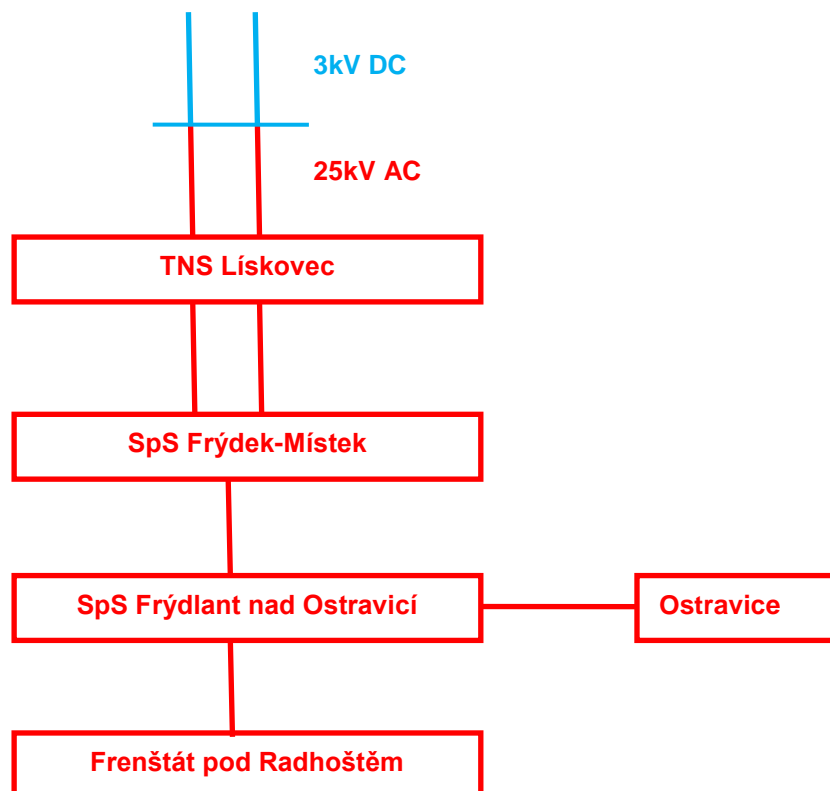 3kV DC
25kV AC
TNS Lískovec
SpS Frýdek-Místek
SpS Frýdlant nad Ostravicí
Ostravice
Frenštát pod Radhoštěm